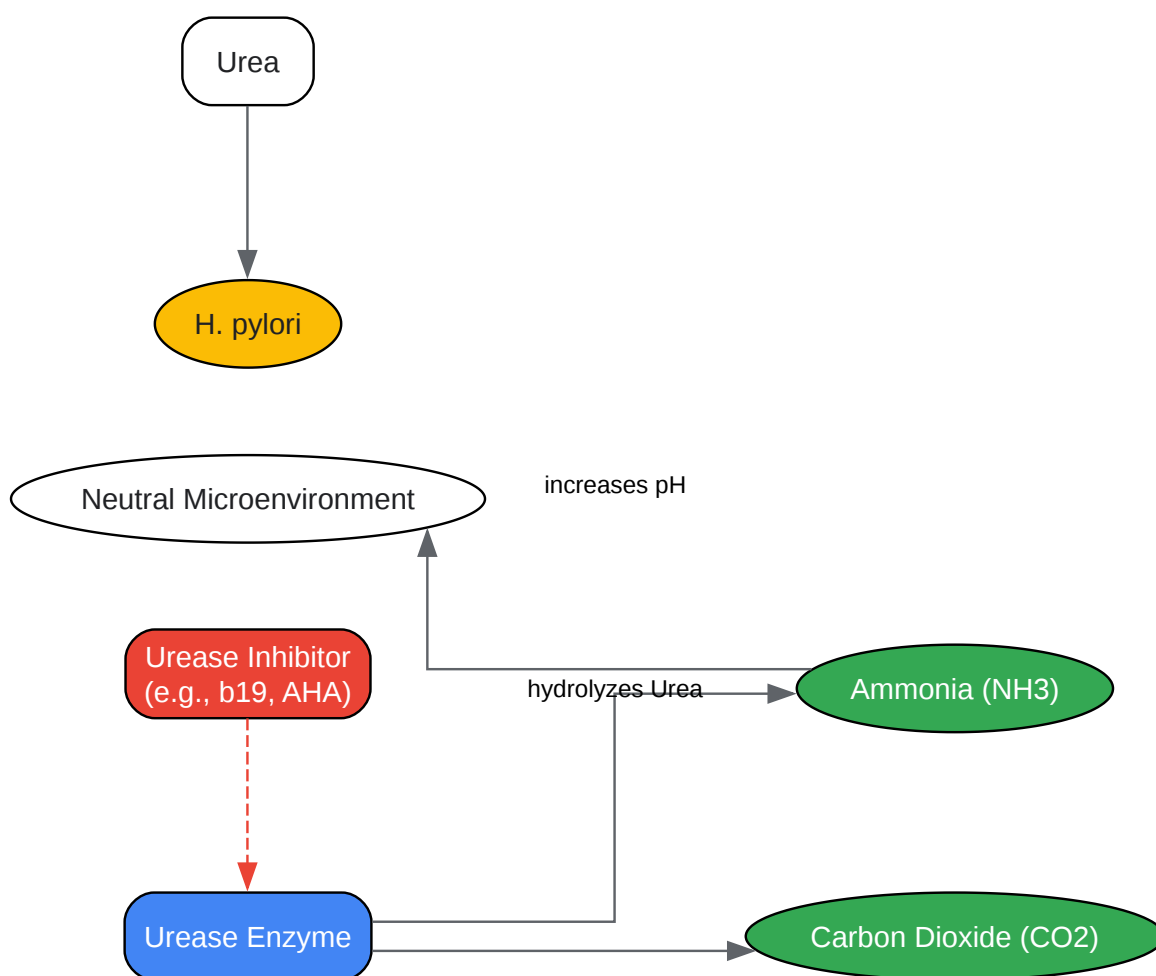 Urea
H. pylori
Neutral Microenvironment
increases pH
Urease Inhibitor
(e.g., b19, AHA)
hydrolyzes Urea
Ammonia (NH3)
Urease Enzyme
Carbon Dioxide (CO2)